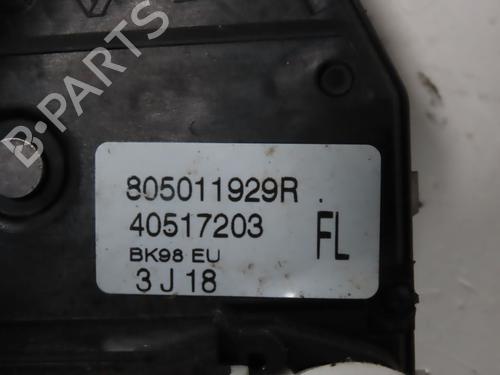 805011929R
40517203
FL
BK98 EU
3 J 18
B-PARTS